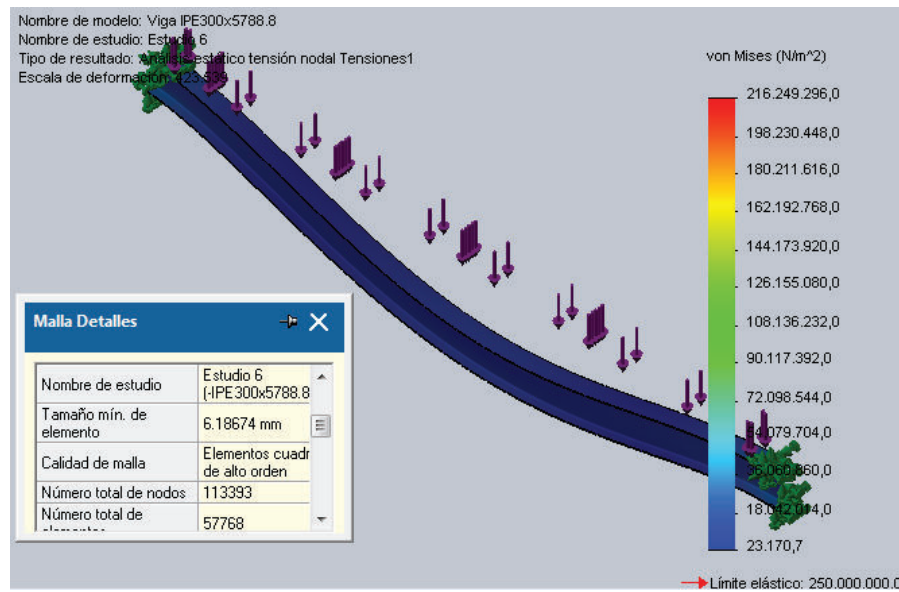 Nombre de modelo: Viga IPE300x5788.8
Nombre de estudio: Estudio 6
Tipo de resultado: Análisis estático tensión nodal Tensiones1
Escala de deformación: 423.539
von Mises (N/m^2)
216.249.296,0
198.230.448,0
180.211.616,0
162.192.768,0
144.173.920,0
126.155.080,0
108.136.232,0
90.117.392,0
72.098.544,0
54.079.704,0
36.060.860,0
18.042.014,0
23.170,7
Límite elástico: 250.000.000,0
Malla Detalles
Nombre de estudio Estudio 6
(-IPE300x5788.8
Tamaño mín. de
elemento 6.18674 mm
Calidad de malla Elementos cuadr
de alto orden
Número total de nodos 113393
Número total de
57768